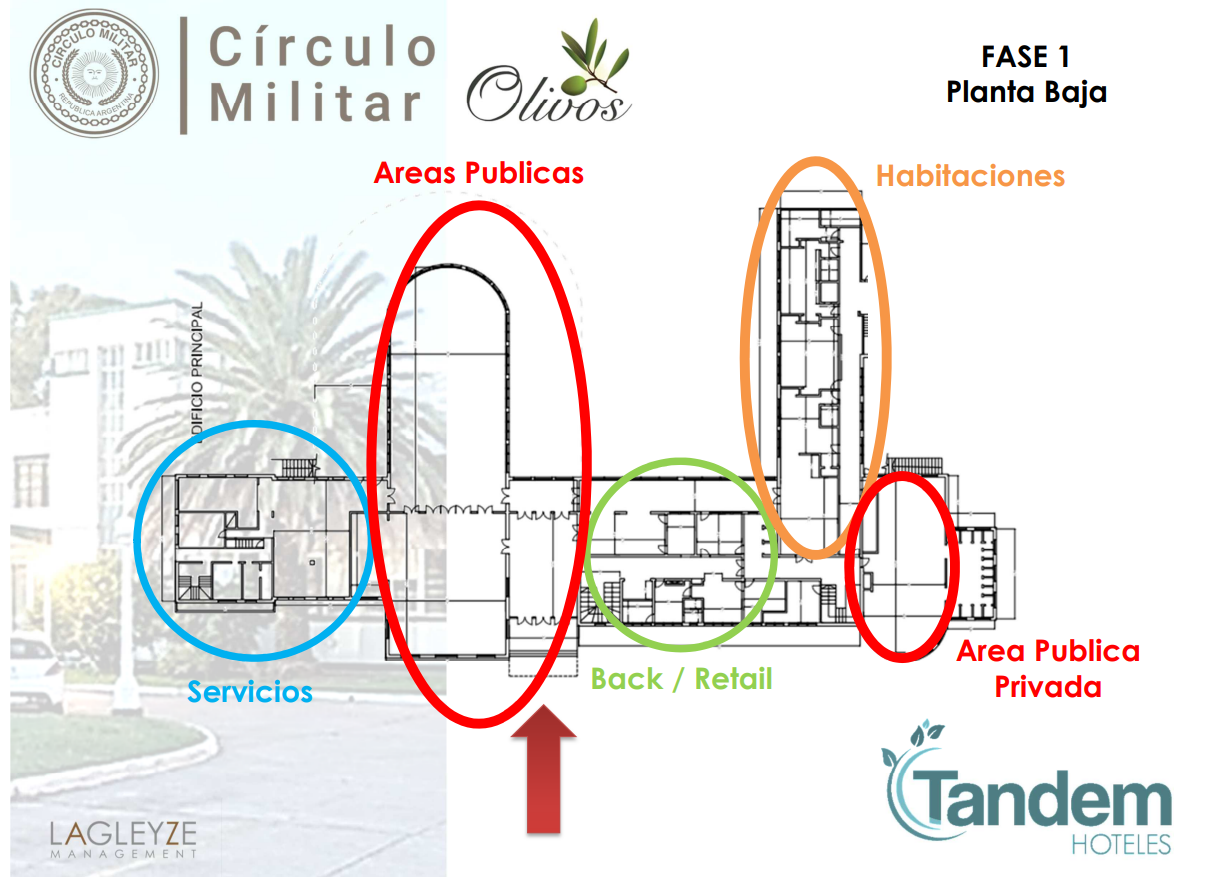 CÍRCULO MILITAR
REPÚBLICA ARGENTINA
Círculo
Militar
Olivos
FASE 1
Planta Baja
Areas Publicas
Habitaciones
DIFICIO PRINCIPAL
Servicios
Back / Retail
Area Publica
Privada
LAGLEYZE
MANAGEMENT
Tandem
HOTELES